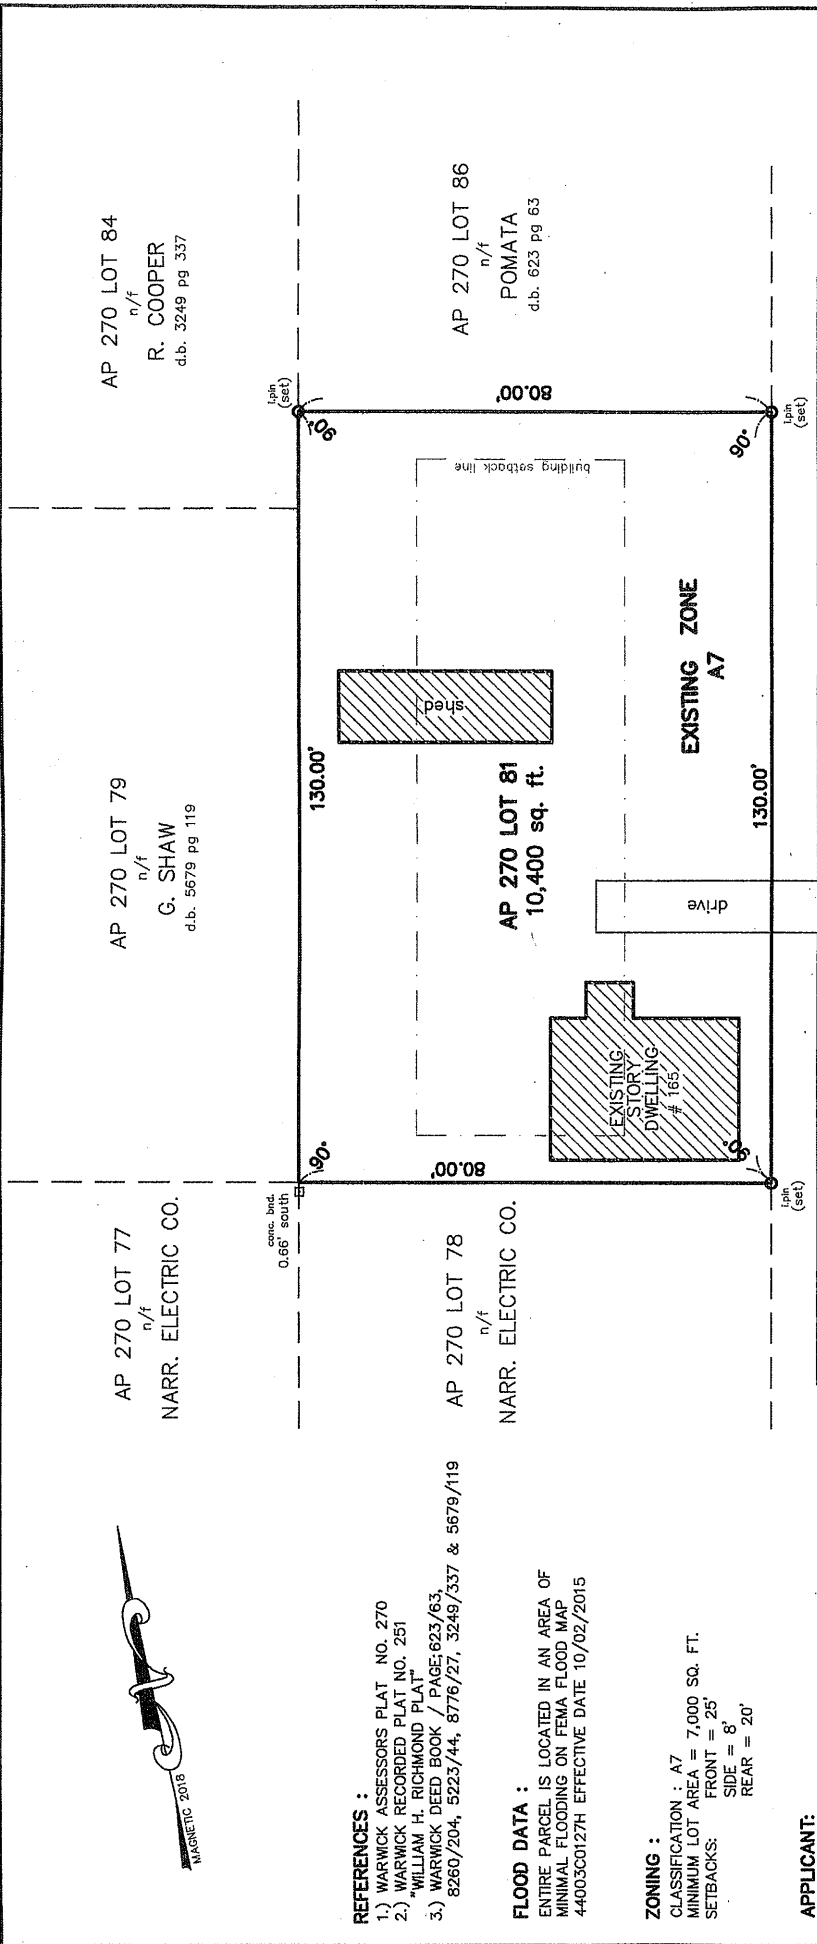 MAGNETIC 2018
REFERENCES :
1.) WARWICK ASSESSORS PLAT NO. 270
2.) WARWICK RECORDED PLAT NO. 251
"WILLIAM H. RICHMOND PLAT"
3.) WARWICK DEED BOOK / PAGE;623/63,
8260/204, 5223/44, 8776/27, 3249/337 & 5679/119
FLOOD DATA :
ENTIRE PARCEL IS LOCATED IN AN AREA OF
MINIMAL FLOODING ON FEMA FLOOD MAP
44003C0127H EFFECTIVE DATE 10/02/2015
ZONING :
CLASSIFICATION : A7
MINIMUM LOT AREA = 7,000 SQ. FT.
SETBACKS: FRONT = 25'
SIDE = 8'
REAR = 20'
APPLICANT:
AP 270 LOT 77
n/f
NARR. ELECTRIC CO.
conc. bnd.
0.66' south
AP 270 LOT 78
n/f
NARR. ELECTRIC CO.
AP 270 LOT 79
n/f
G. SHAW
d.b. 5679 pg 119
AP 270 LOT 84
n/f
R. COOPER
d.b. 3249 pg 337
AP 270 LOT 86
n/f
POMATA
d.b. 623 pg 63
i.pin
(set)
90°
130.00'
90°
80.00'
80.00'
building setback line
shed
AP 270 LOT 81
10,400 sq. ft.
EXISTING ZONE
A7
EXISTING
STORY
DWELLING
# 165
drive
90°
130.00'
90°
i.pin
(set)
i.pin
(set)